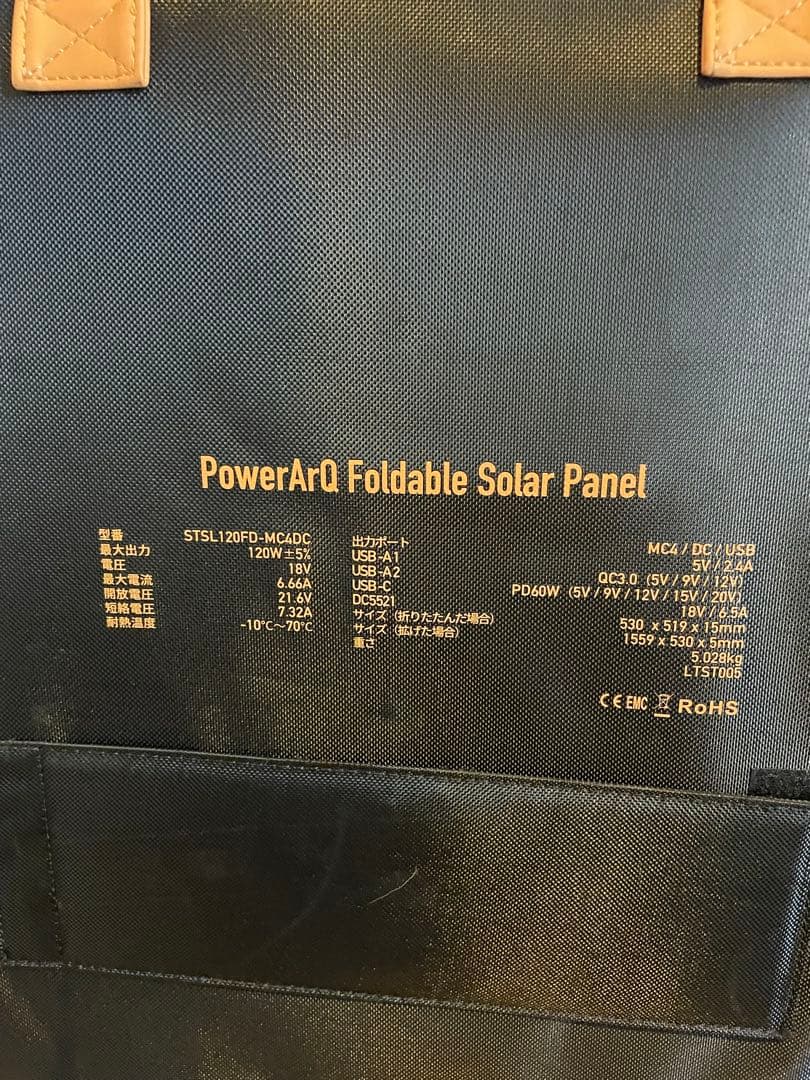 PowerArQ Foldable Solar Panel
型番 STSL120FD-MC4DC
最大出力 120W±5%
電圧 18V
最大電流 6.66A
開放電圧 21.6V
短絡電圧 7.32A
耐熱温度 -10℃〜70℃
出力ポート MC4 / DC / USB
USB-A1 5V / 2.4A
USB-A2 QC3.0 (5V / 9V / 12V)
USB-C PD60W (5V / 9V / 12V / 15V / 20V)
DC5521 18V / 6.5A
サイズ (折りたたんだ場合) 530 x 519 x 15mm
サイズ (拡げた場合) 1559 x 530 x 5mm
重さ 5.028kg
LTST005
CE EMC RoHS